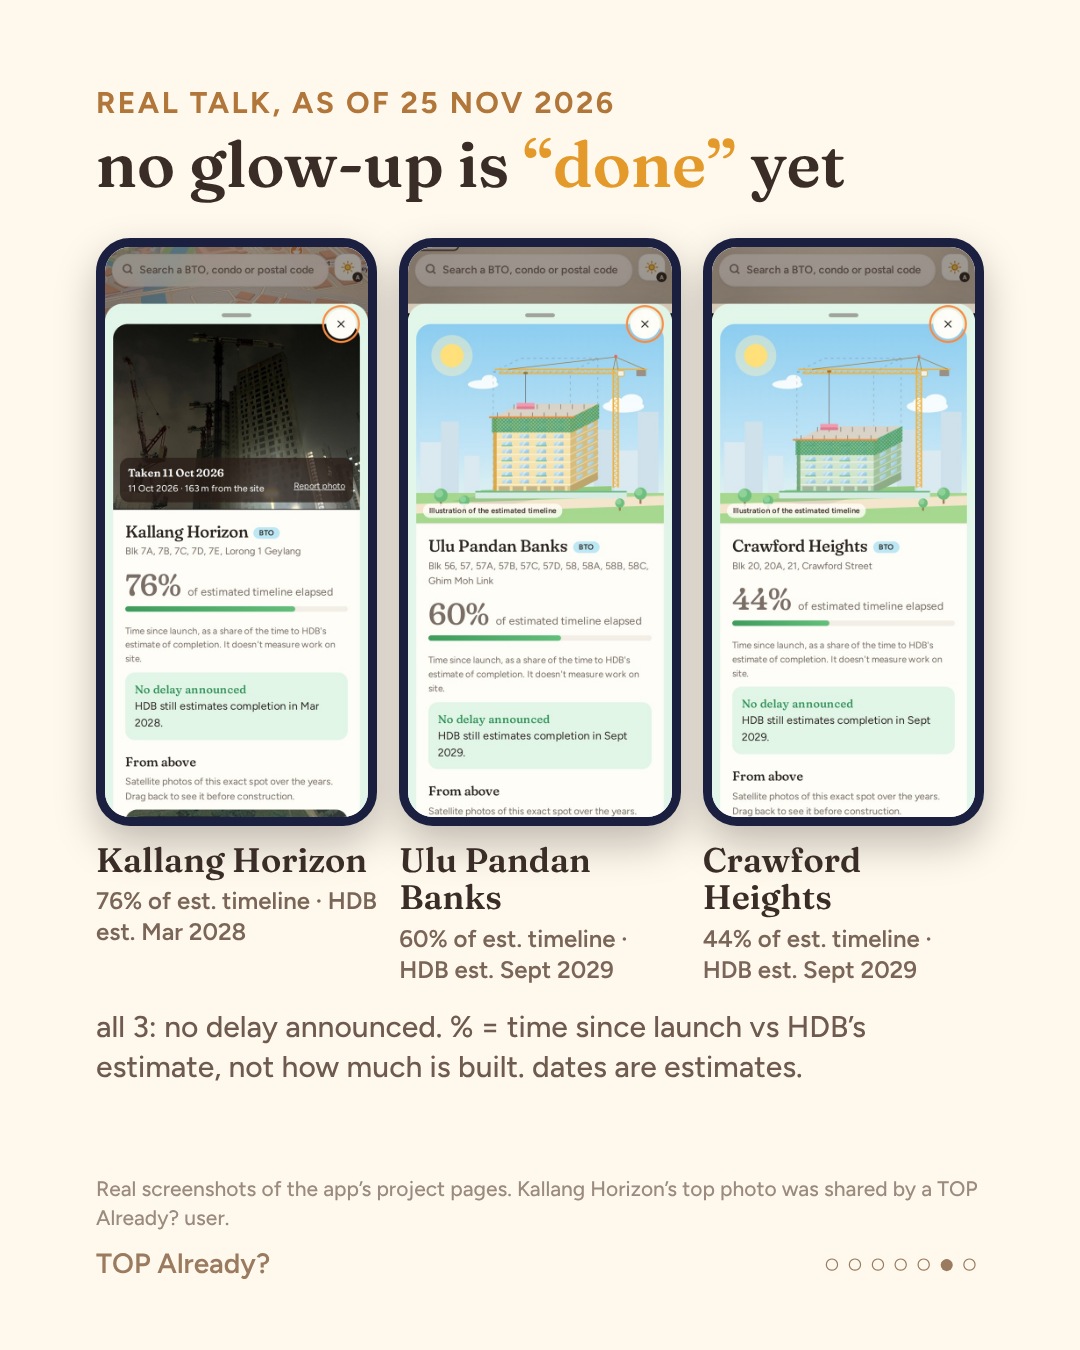 REAL TALK, AS OF 25 NOV 2026
no glow-up is “done” yet
Search a BTO, condo or postal code
A
Taken 11 Oct 2026
11 Oct 2026 · 163 m from the site
Report photo
Kallang Horizon BTO
Blk 7A, 7B, 7C, 7D, 7E, Lorong 1 Geylang
76% of estimated timeline elapsed
Time since launch, as a share of the time to HDB's
estimate of completion. It doesn't measure work on
site.
No delay announced
HDB still estimates completion in Mar
2028.
From above
Satellite photos of this exact spot over the years.
Drag back to see it before construction.
Search a BTO, condo or postal code
A
Illustration of the estimated timeline
Ulu Pandan Banks BTO
Blk 56, 57, 57A, 57B, 57C, 57D, 58, 58A, 58B, 58C,
Ghim Moh Link
60% of estimated timeline elapsed
Time since launch, as a share of the time to HDB's
estimate of completion. It doesn't measure work on
site.
No delay announced
HDB still estimates completion in Sept
2029.
From above
Satellite photos of this exact spot over the years.
Search a BTO, condo or postal code
A
Illustration of the estimated timeline
Crawford Heights BTO
Blk 20, 20A, 21, Crawford Street
44% of estimated timeline elapsed
Time since launch, as a share of the time to HDB's
estimate of completion. It doesn't measure work on
site.
No delay announced
HDB still estimates completion in Sept
2029.
From above
Satellite photos of this exact spot over the years.
Drag back to see it before construction.
Kallang Horizon
76% of est. timeline · HDB
est. Mar 2028
Ulu Pandan
Banks
60% of est. timeline ·
HDB est. Sept 2029
Crawford
Heights
44% of est. timeline ·
HDB est. Sept 2029
all 3: no delay announced. % = time since launch vs HDB’s
estimate, not how much is built. dates are estimates.
Real screenshots of the app’s project pages. Kallang Horizon’s top photo was shared by a TOP
Already? user.
TOP Already?